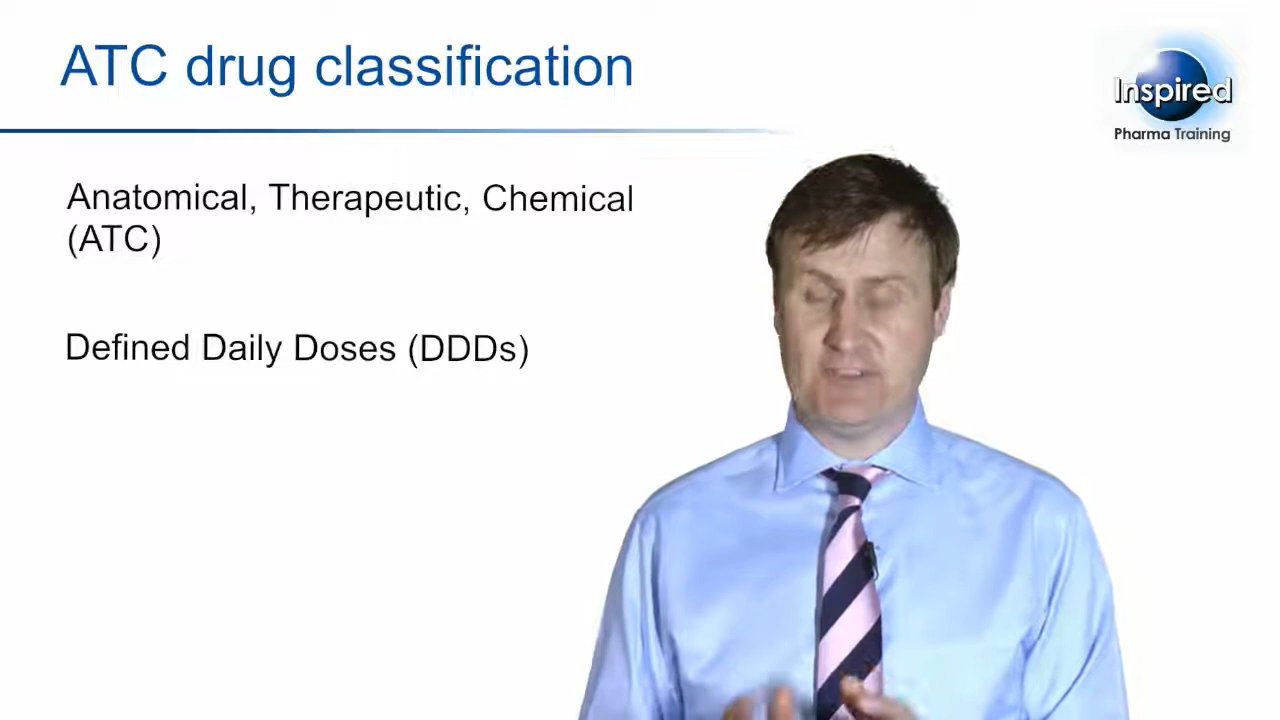 ATC drug classification
Inspired
Pharma Training
Anatomical, Therapeutic, Chemical
(ATC)
Defined Daily Doses (DDDs)